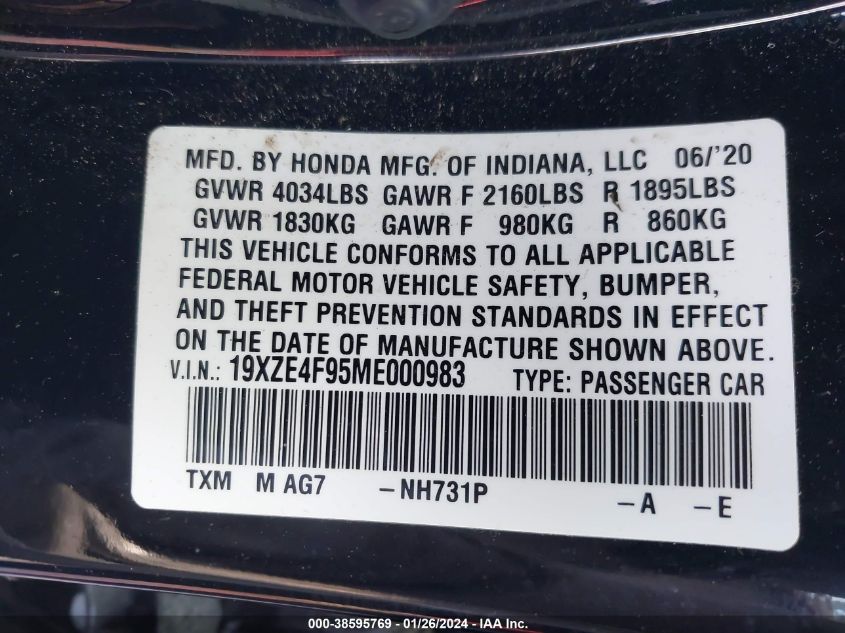 MFD. BY HONDA MFG. OF INDIANA, LLC 06/'20
GVWR 4034LBS GAWR F 2160LBS R 1895LBS
GVWR 1830KG GAWR F 980KG R 860KG
THIS VEHICLE CONFORMS TO ALL APPLICABLE
FEDERAL MOTOR VEHICLE SAFETY, BUMPER,
AND THEFT PREVENTION STANDARDS IN EFFECT
ON THE DATE OF MANUFACTURE SHOWN ABOVE.
V.I.N.: 19XZE4F95ME000983 TYPE: PASSENGER CAR
TXM M AG7 -NH731P -A -E
000-38595769 - 01/26/2024 - IAA Inc.